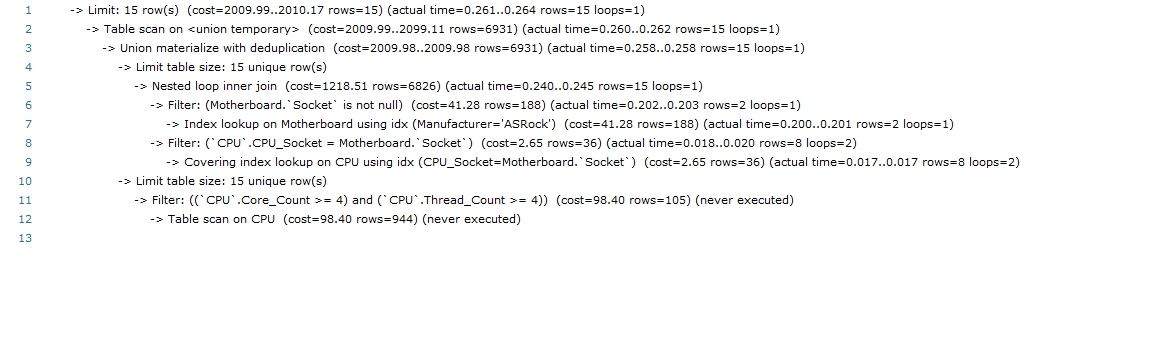 1 -> Limit: 15 row(s)  (cost=2009.99..2010.17 rows=15) (actual time=0.261..0.264 rows=15 loops=1)
2 -> Table scan on <union temporary>  (cost=2009.99..2099.11 rows=6931) (actual time=0.260..0.262 rows=15 loops=1)
3 -> Union materialize with deduplication  (cost=2009.98..2009.98 rows=6931) (actual time=0.258..0.258 rows=15 loops=1)
4 -> Limit table size: 15 unique row(s)
5 -> Nested loop inner join  (cost=1218.51 rows=6826) (actual time=0.240..0.245 rows=15 loops=1)
6 -> Filter: (Motherboard.`Socket` is not null)  (cost=41.28 rows=188) (actual time=0.202..0.203 rows=2 loops=1)
7 -> Index lookup on Motherboard using idx (Manufacturer='ASRock')  (cost=41.28 rows=188) (actual time=0.200..0.201 rows=2 loops=1)
8 -> Filter: (`CPU`.CPU_Socket = Motherboard.`Socket`)  (cost=2.65 rows=36) (actual time=0.018..0.020 rows=8 loops=2)
9 -> Covering index lookup on CPU using idx (CPU_Socket=Motherboard.`Socket`)  (cost=2.65 rows=36) (actual time=0.017..0.017 rows=8 loops=2)
10 -> Limit table size: 15 unique row(s)
11 -> Filter: ((`CPU`.Core_Count >= 4) and (`CPU`.Thread_Count >= 4))  (cost=98.40 rows=105) (never executed)
12 -> Table scan on CPU  (cost=98.40 rows=944) (never executed)
13